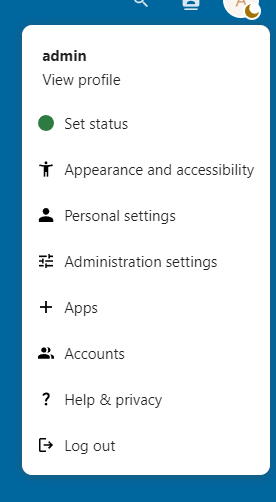 A
admin
View profile
Set status
Appearance and accessibility
Personal settings
Administration settings
Apps
Accounts
? Help & privacy
Log out